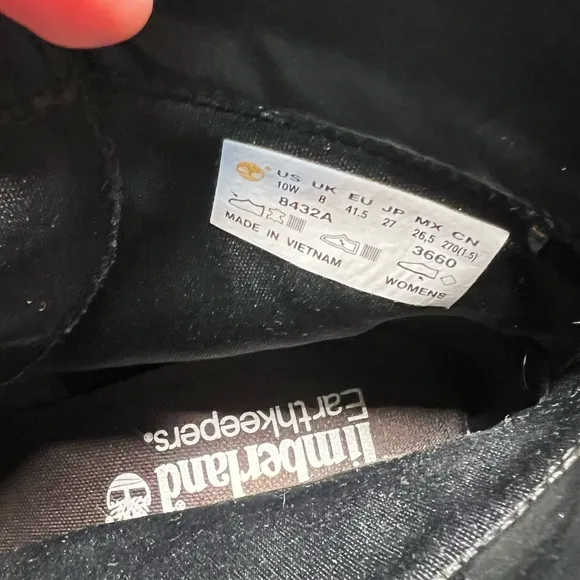 US UK EU JP MX CN
10W 8 41.5 27 26,5 270(1.5)
8432A 3660
MADE IN VIETNAM WOMENS
Timberland
Earthkeepers.